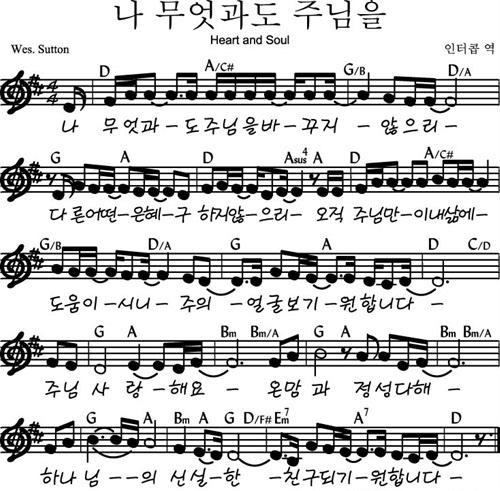 나 무엇과도 주님을
Heart and Soul
Wes. Sutton 인터콥 역
D A/C# G/B D/A
나 무엇과– 도주님을바– 꾸지 – 않으리–
G A D Asus4 A D A/C#
다른어떤–은혜–구 하지않–으리– 오직 주님만–이내삶에–
G/B D/A G A D C/D
도움이–시니– 주의– 얼굴보기–원합니다–
G A Bm Bm/A G A Bm Bm/A
주님 사 랑–해요– 온맘 과 정성다해–
G A Bm A G D/F# Em7 A7 D
하나 님––의 신실–한 –친구되기–원합니다–